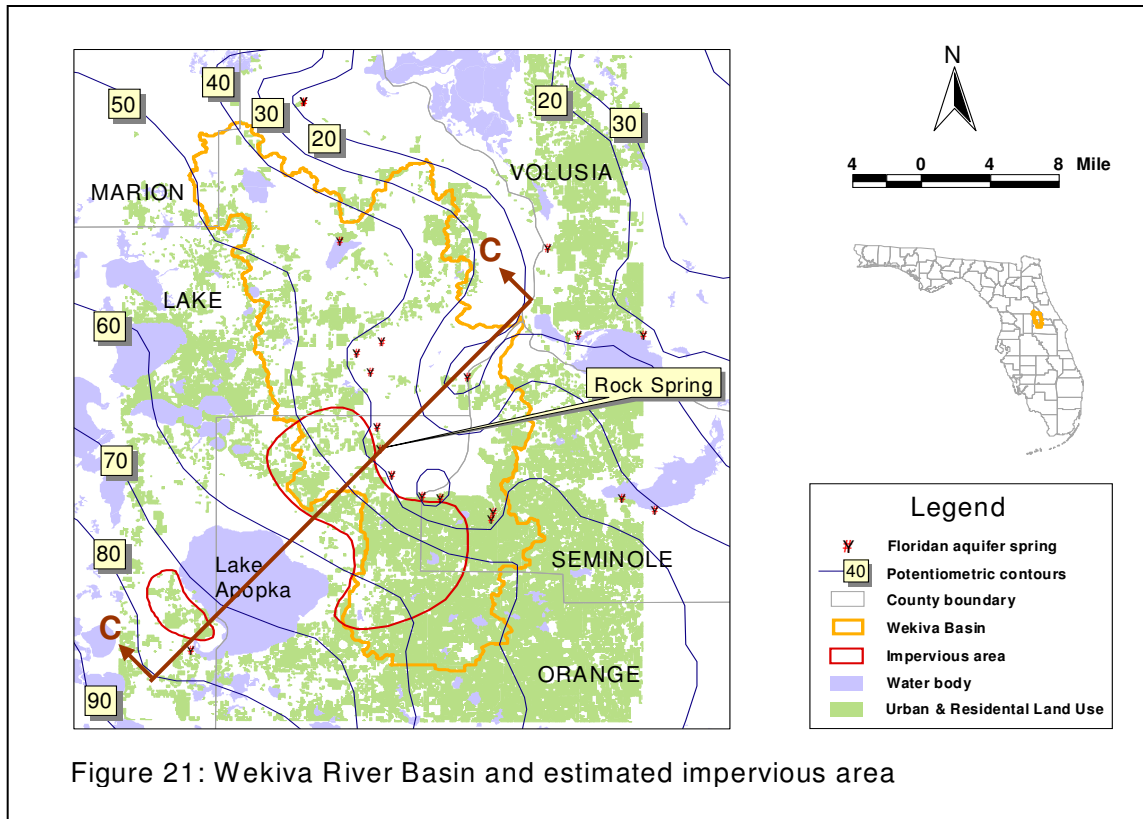 50
40
30
20
20
30
N
4 0 4 8 Mile
VOLUSIA
MARION
C
LAKE
60
Rock Spring
70
80
Lake
Apopka
SEMINOLE
C
90
ORANGE
Legend
Floridan aquifer spring
40 Potentiometric contours
County boundary
Wekiva Basin
Impervious area
Water body
Urban & Residential Land Use
Figure 21: Wekiva River Basin and estimated impervious area